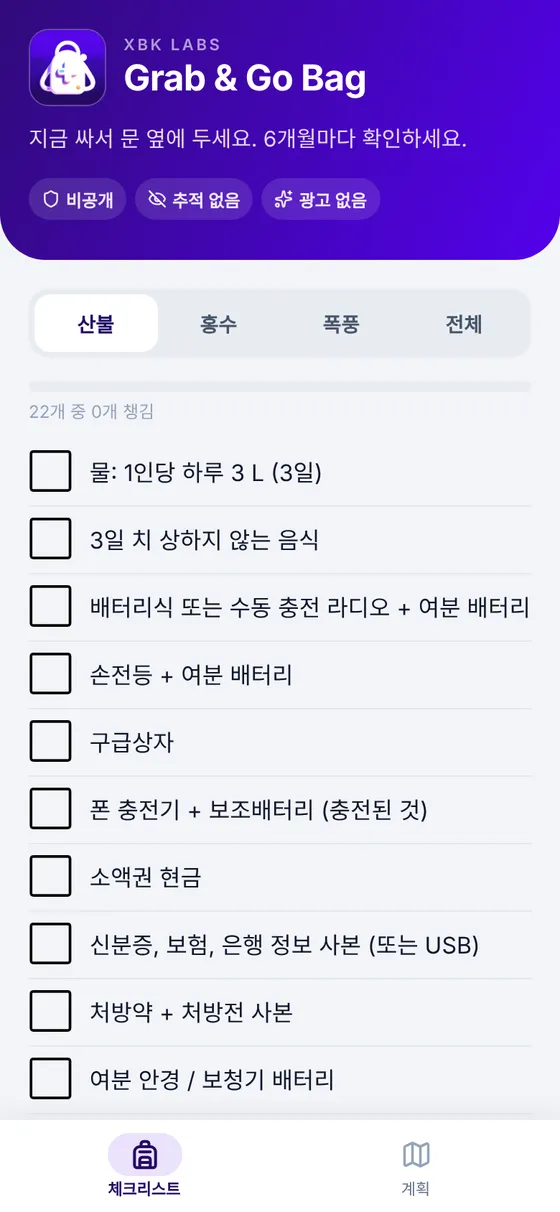 XBK LABS
Grab & Go Bag
지금 싸서 문 옆에 두세요. 6개월마다 확인하세요.
비공개
추적 없음
광고 없음
산불
홍수
폭풍
전체
22개 중 0개 챙김
물: 1인당 하루 3 L (3일)
3일 치 상하지 않는 음식
배터리식 또는 수동 충전 라디오 + 여분 배터리
손전등 + 여분 배터리
구급상자
폰 충전기 + 보조배터리 (충전된 것)
소액권 현금
신분증, 보험, 은행 정보 사본 (또는 USB)
처방약 + 처방전 사본
여분 안경 / 보청기 배터리
체크리스트
계획